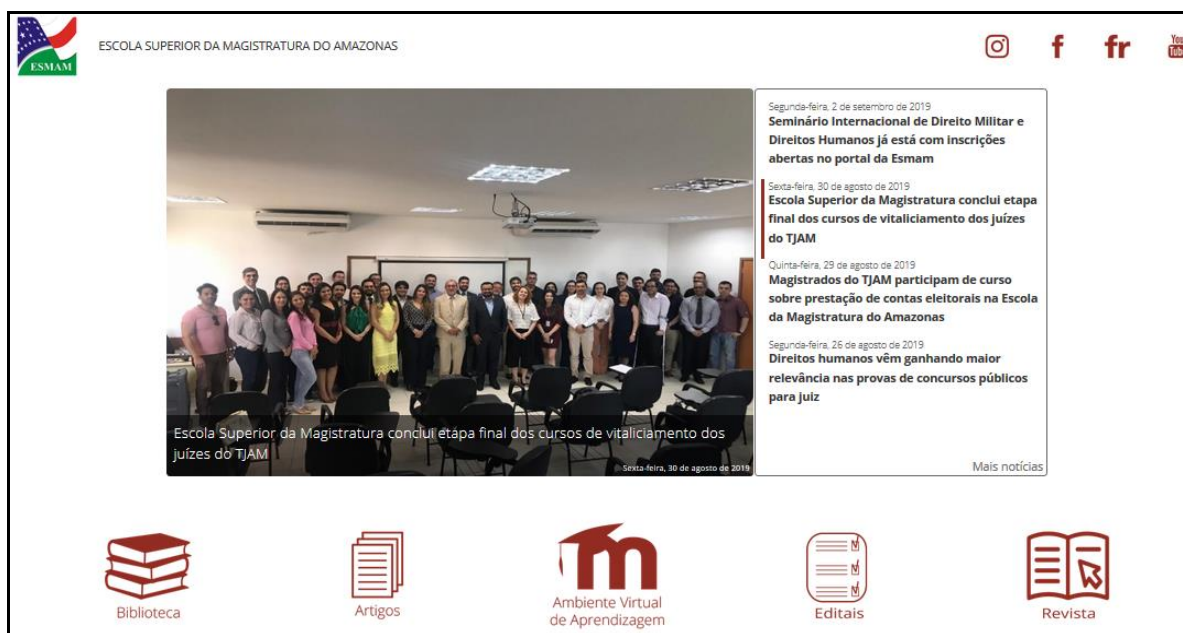 ESMAM
ESCOLA SUPERIOR DA MAGISTRATURA DO AMAZONAS
f
fr
You
Tube
Segunda-feira, 2 de setembro de 2019
Seminário Internacional de Direito Militar e
Direitos Humanos já está com inscrições
abertas no portal da Esmam
Sexta-feira, 30 de agosto de 2019
Escola Superior da Magistratura conclui etapa
final dos cursos de vitaliciamento dos juízes
do TJAM
Quinta-feira, 29 de agosto de 2019
Magistrados do TJAM participam de curso
sobre prestação de contas eleitorais na Escola
da Magistratura do Amazonas
Segunda-feira, 26 de agosto de 2019
Direitos humanos vêm ganhando maior
relevância nas provas de concursos públicos
para juiz
Mais notícias
Escola Superior da Magistratura conclui etapa final dos cursos de vitaliciamento dos
juízes do TJAM
Sexta-feira, 30 de agosto de 2019
Biblioteca
Artigos
m
Ambiente Virtual
de Aprendizagem
Editais
Revista